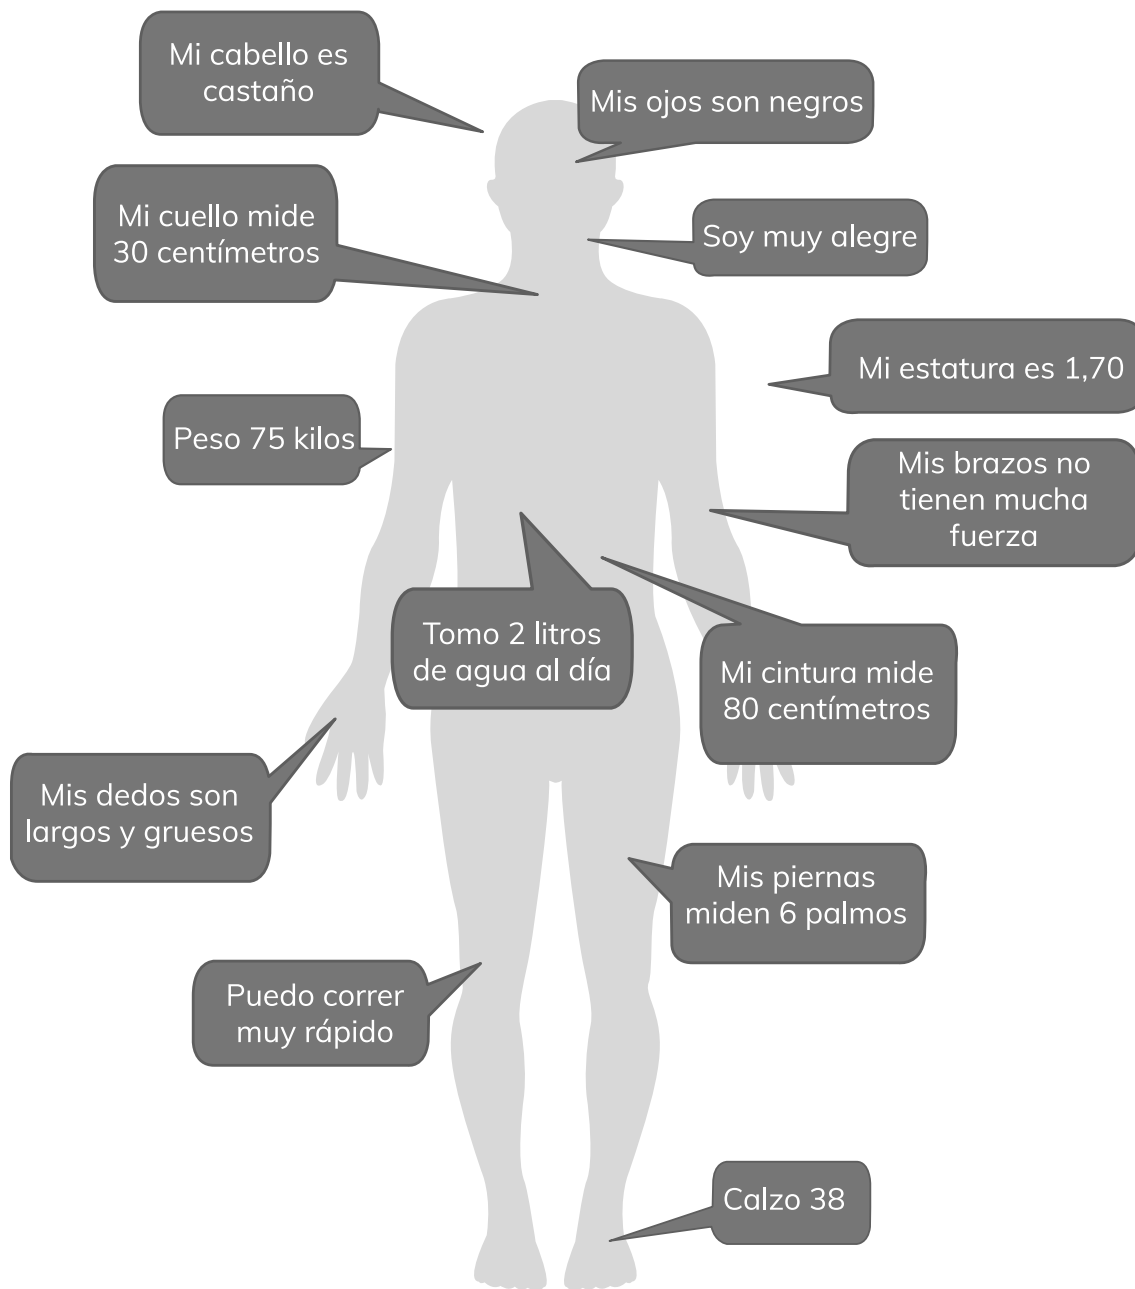 Mi cabello es
castaño
Mis ojos son negros
Mi cuello mide
30 centímetros
Soy muy alegre
Mi estatura es 1,70
Peso 75 kilos
Mis brazos no
tienen mucha
fuerza
Tomo 2 litros
de agua al día
Mi cintura mide
80 centímetros
Mis dedos son
largos y gruesos
Mis piernas
miden 6 palmos
Puedo correr
muy rápido
Calzo 38